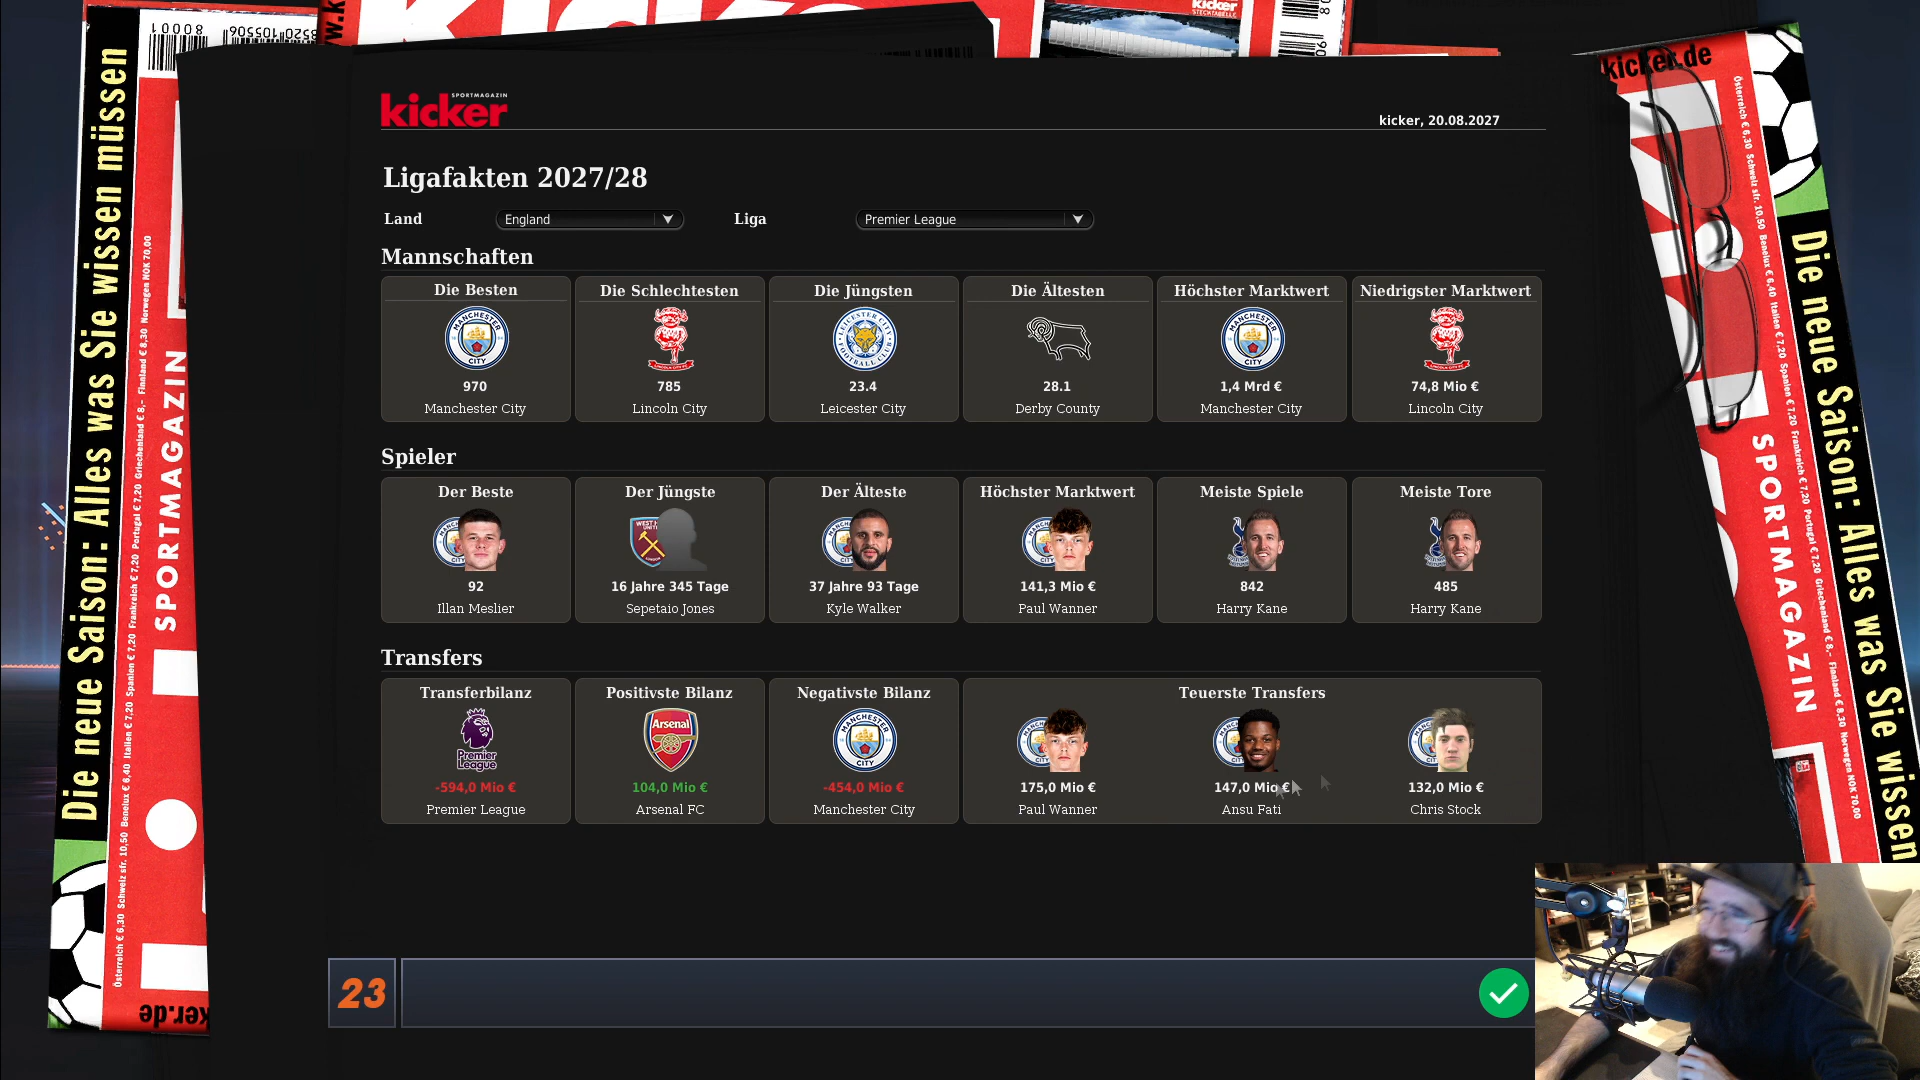 kicker
SPORTMAGAZIN
kicker, 20.08.2027
Ligafakten 2027/28
Land
England
Liga
Premier League
Mannschaften
Die Besten
970
Manchester City
Die Schlechtesten
785
Lincoln City
Die Jüngsten
23.4
Leicester City
Die Ältesten
28.1
Derby County
Höchster Marktwert
1,4 Mrd €
Manchester City
Niedrigster Marktwert
74,8 Mio €
Lincoln City
Spieler
Der Beste
92
Illan Meslier
Der Jüngste
16 Jahre 345 Tage
Sepetaio Jones
Der Älteste
37 Jahre 93 Tage
Kyle Walker
Höchster Marktwert
141,3 Mio €
Paul Wanner
Meiste Spiele
842
Harry Kane
Meiste Tore
485
Harry Kane
Transfers
Transferbilanz
Premier
League
-594,0 Mio €
Premier League
Positivste Bilanz
Arsenal
104,0 Mio €
Arsenal FC
Negativste Bilanz
-454,0 Mio €
Manchester City
Teuerste Transfers
175,0 Mio €
Paul Wanner
147,0 Mio €
Ansu Fati
132,0 Mio €
Chris Stock
23
Die neue Saison: Alles was Sie wissen müssen
SPORTMAGAZIN
kicker.de
SPORTMAGAZIN
Die neue Saison: Alles was Sie wissen